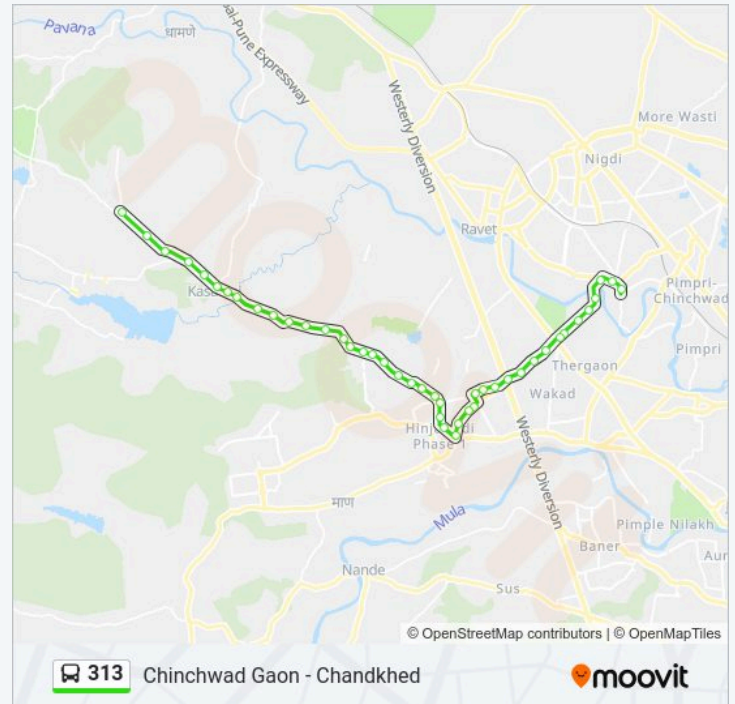 Pavana
धामणे
Pune Expressway
Westerly Diversion
More Wasti
Nigdi
Ravet
Pimpri-
Chinchwad
Pimpri
Thergaon
Wakad
Phase 1
Westerly Diversion
माण
Mula
Pimple Nilakh
Baner
Nande
Sus
© OpenStreetMap contributors | © OpenMapTiles
313 Chinchwad Gaon - Chandkhed
moovit